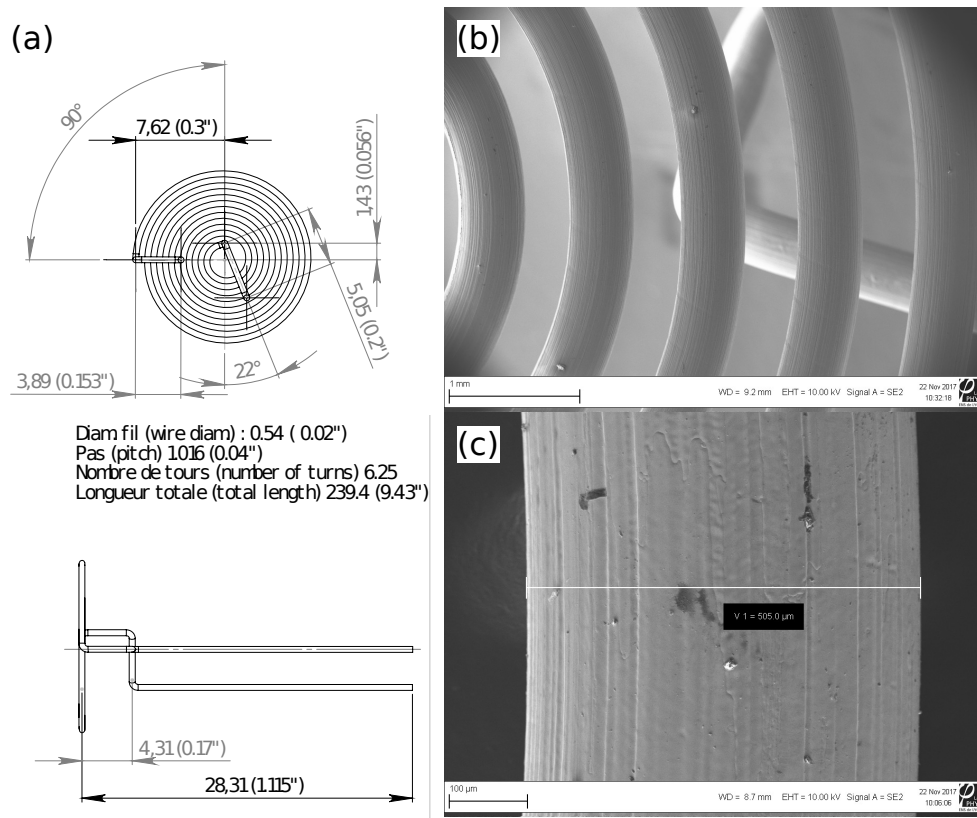 (a)
90°
7,62 (0.3")
1,43 (0.056")
5,05 (0.2")
22°
3,89 (0.153")
Diam fil (wire diam) : 0.54 ( 0.02")
Pas (pitch) 1.016 (0.04")
Nombre de tours (number of turns) 6.25
Longueur totale (total length) 239.4 (9.43")
4,31 (0.17")
28,31 (1.115")
(b)
1 mm
WD = 9.2 mm EHT = 10.00 kV Signal A = SE2
22 Nov 2017
10:32:18
(c)
V 1 = 505.0 µm
100 µm
WD = 8.7 mm EHT = 10.00 kV Signal A = SE2
22 Nov 2017
10:06:06